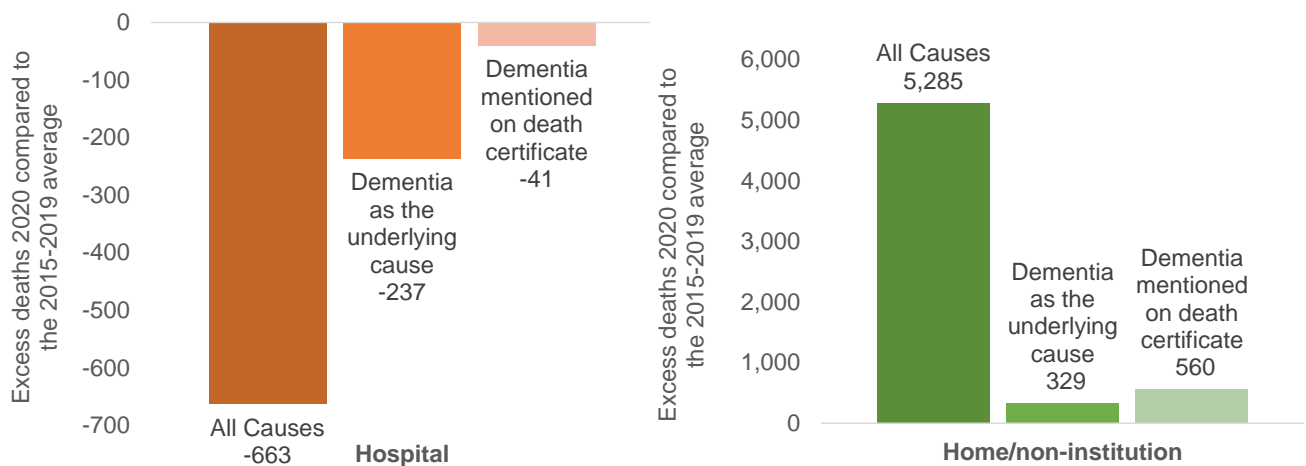 Excess deaths 2020 compared to
the 2015-2019 average
0
-100
-200
-300
-400
-500
-600
-700
All Causes
-663
Dementia
as the
underlying
cause
-237
Dementia
mentioned
on death
certificate
-41
Hospital
Excess deaths 2020 compared to
the 2015-2019 average
6,000
5,000
4,000
3,000
2,000
1,000
0
All Causes
5,285
Dementia
as the
underlying
cause
329
Dementia
mentioned
on death
certificate
560
Home/non-institution